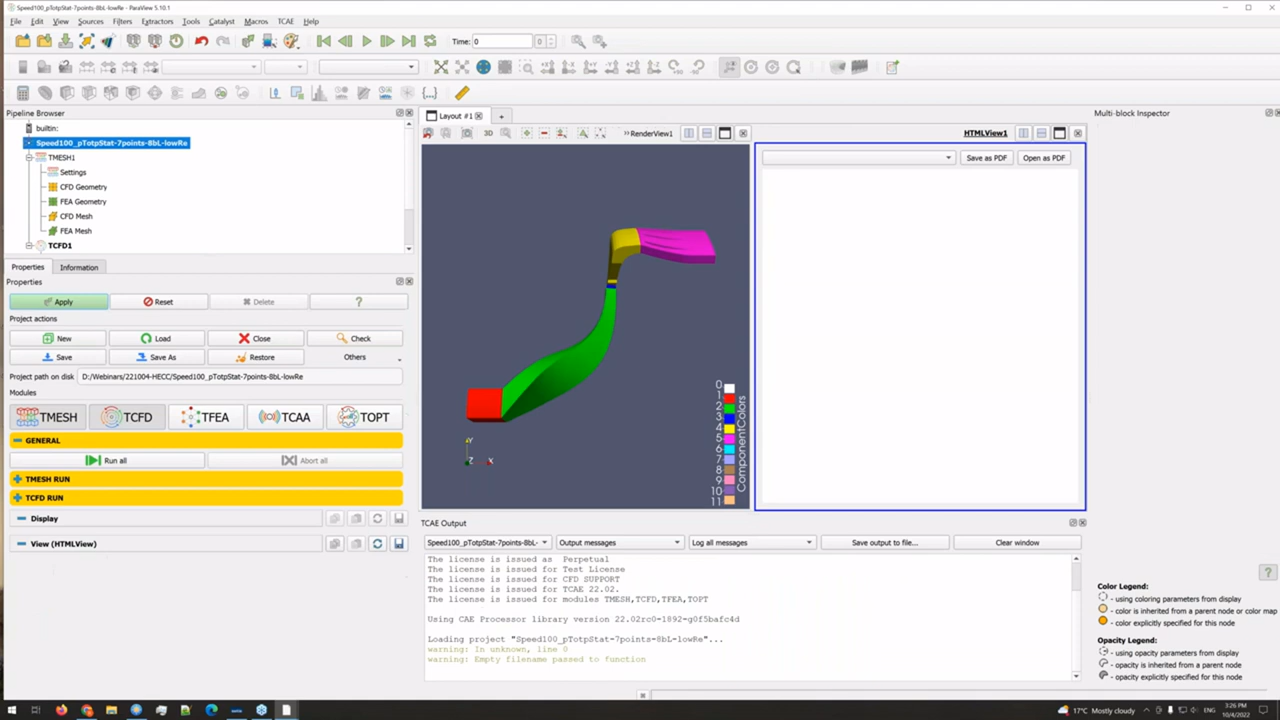 Speed100_pTotpStat-7points-8bL-lowRe - ParaView 5.10.1
File Edit View Sources Filters Extractors Tools Catalyst Macros TCAE Help
Time: 0 0
Pipeline Browser
builtin:
Speed100_pTotpStat-7points-8bL-lowRe
TMESH1
Settings
CFD Geometry
FEA Geometry
CFD Mesh
FEA Mesh
TCFD1
Properties Information
Properties
Apply Reset Delete ?
Project actions
New Load Close Check
Save Save As Restore Others
Project path on disk D:/Webinars/221004-HECC/Speed100_pTotpStat-7points-8bL-lowRe
Modules
TMESH TCFD TFEA TCAA TOPT
GENERAL
Run all Abort all
TMESH RUN
TCFD RUN
Display
View (HTMLView)
Layout #1 +
3D
RenderView1
X
Y
Z
0
1
2
3
4
5
6
7
8
9
10
11
ComponentColors
HTMLView1
Save as PDF Open as PDF
TCAE Output
Speed100_pTotpStat-7points-8bL- Output messages Log all messages Save output to file... Clear window
The license is issued as Perpetual
The license is issued for Test License
The license is issued for CFD SUPPORT
The license is issued for TCAE 22.02.
The license is issued for modules TMESH,TCFD,TFEA,TOPT
Using CAE Processor library version 22.02rc0-1892-g0f5bafc4d
Loading project "Speed100_pTotpStat-7points-8bL-lowRe"...
warning: In unknown, line 0
warning: Empty filename passed to function
Multi-block Inspector
?
Color Legend:
- using coloring parameters from display
- color is inherited from a parent node or color map
- color explicitly specified for this node
Opacity Legend:
- using opacity parameters from display
- opacity is inherited from a parent node
- opacity explicitly specified for this node
17°C Mostly cloudy ENG 3:26 PM
10/4/2022